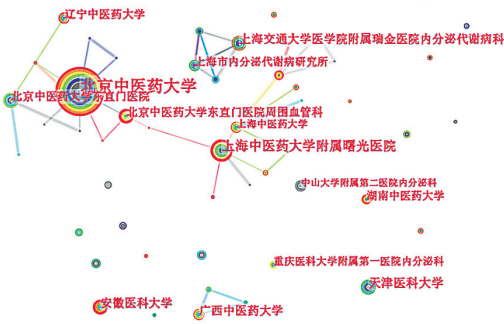 辽宁中医药大学
上海交通大学医学院附属瑞金医院内分泌代谢病科
上海市内分泌代谢病研究所
北京中医药大学
北京中医药大学东直门医院
北京中医药大学东直门医院周围血管科
上海中医药大学
上海中医药大学附属曙光医院
中山大学附属第二医院内分泌科
湖南中医药大学
重庆医科大学附属第一医院内分泌科
天津医科大学
安徽医科大学
广西中医药大学